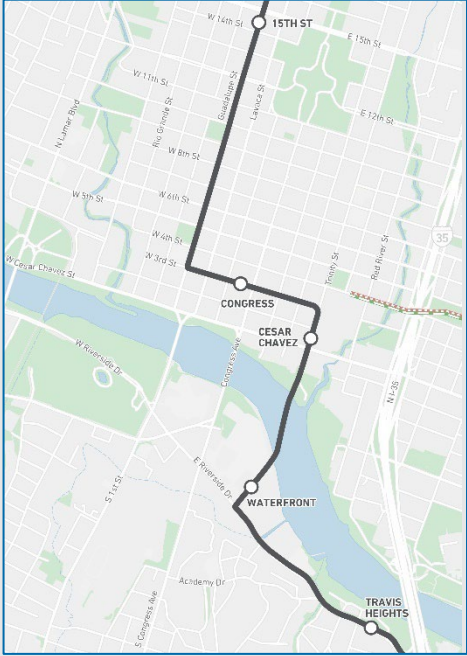 W 14th St
15TH ST
E 15th St
W 11th St
N Lamar Blvd
Rio Grande St
Guadalupe St
Lavaca St
E 12th St
W 8th St
W 6th St
W 5th St
W 4th St
W 3rd St
Trinity St
Red River St
35
W Cesar Chavez St
CONGRESS
CESAR
CHAVEZ
W Riverside Dr
Congress Ave
N I-35
S 1st St
E Riverside Dr
WATERFRONT
Academy Dr
S Congress Ave
TRAVIS
HEIGHTS